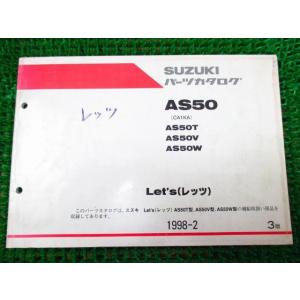 SUZUKI
パーツカタログ
レッツ
AS50
(CA1KA)
AS50T
AS50V
AS50W
Let's(レッツ)
このパーツカタログは、スズキ Let's(レッツ) AS50T型, AS50V型, AS50W型の補給取扱い部品を
収録してあります。
1998-2
3版